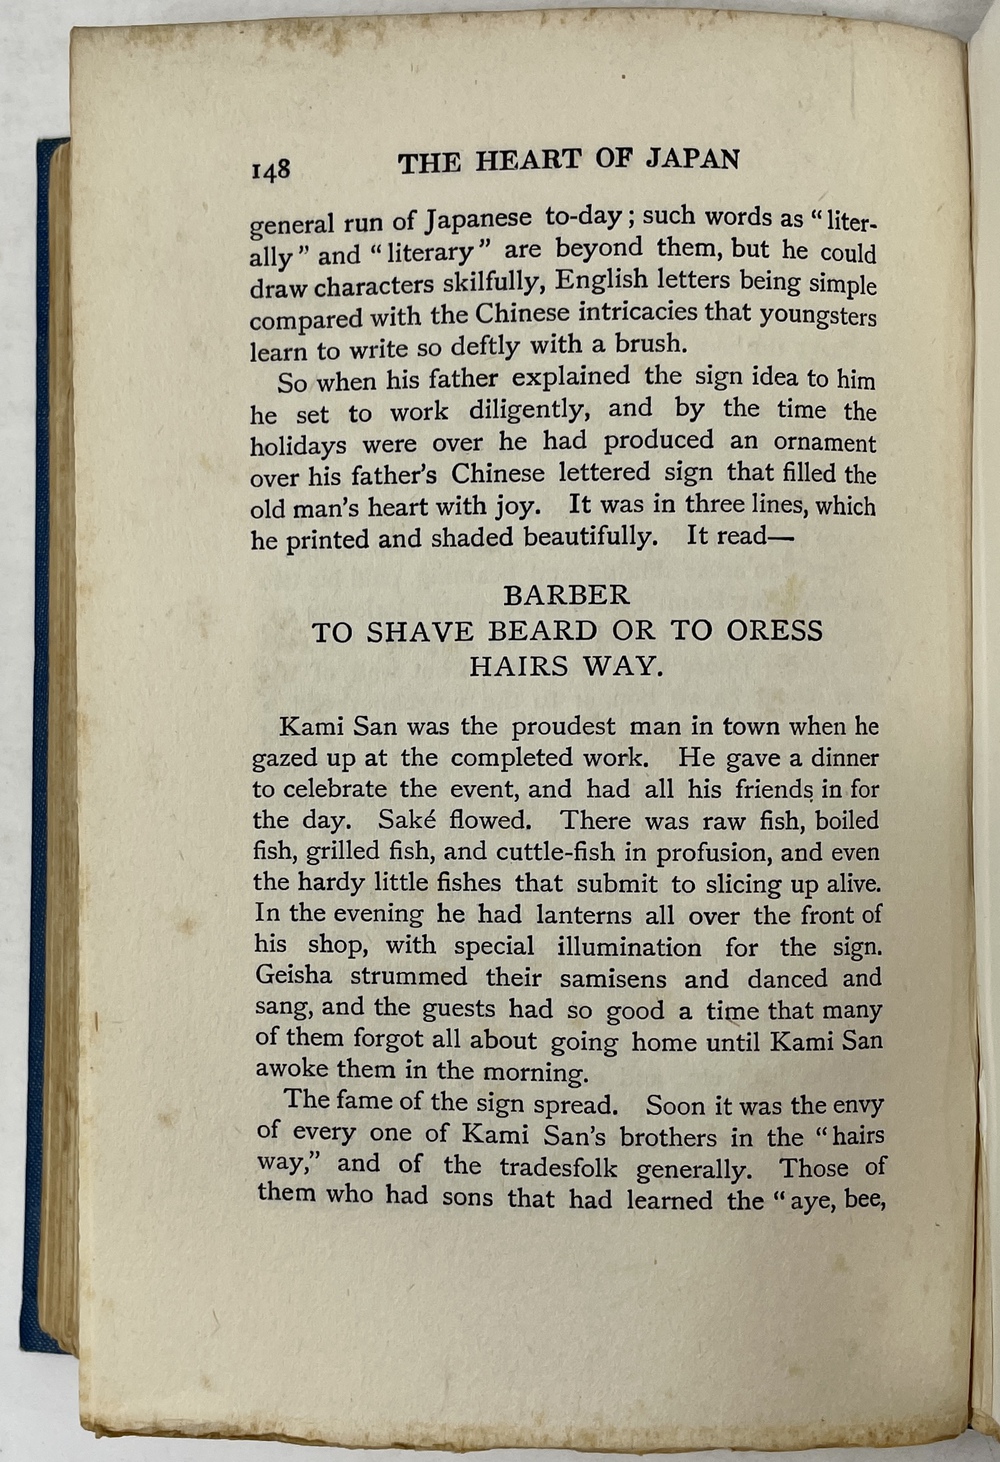 148 THE HEART OF JAPAN
general run of Japanese to-day; such words as “liter-
ally” and “literary” are beyond them, but he could
draw characters skilfully, English letters being simple
compared with the Chinese intricacies that youngsters
learn to write so deftly with a brush.
So when his father explained the sign idea to him
he set to work diligently, and by the time the
holidays were over he had produced an ornament
over his father's Chinese lettered sign that filled the
old man's heart with joy. It was in three lines, which
he printed and shaded beautifully. It read—
BARBER
TO SHAVE BEARD OR TO ORESS
HAIRS WAY.
Kami San was the proudest man in town when he
gazed up at the completed work. He gave a dinner
to celebrate the event, and had all his friends in for
the day. Saké flowed. There was raw fish, boiled
fish, grilled fish, and cuttle-fish in profusion, and even
the hardy little fishes that submit to slicing up alive.
In the evening he had lanterns all over the front of
his shop, with special illumination for the sign.
Geisha strummed their samisens and danced and
sang, and the guests had so good a time that many
of them forgot all about going home until Kami San
awoke them in the morning.
The fame of the sign spread. Soon it was the envy
of every one of Kami San's brothers in the “hairs
way,” and of the tradesfolk generally. Those of
them who had sons that had learned the “aye, bee,